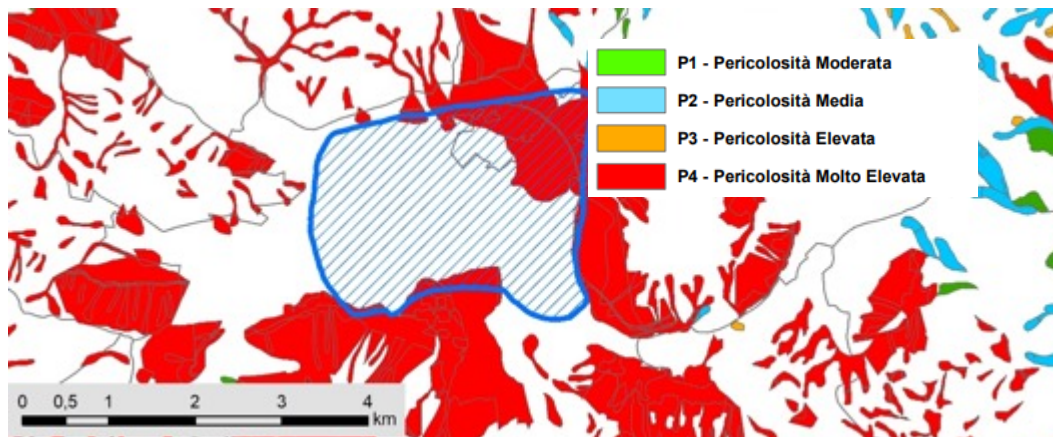 P1 - Pericolosità Moderata
P2 - Pericolosità Media
P3 - Pericolosità Elevata
P4 - Pericolosità Molto Elevata
0 0,5 1 2 3 4
km